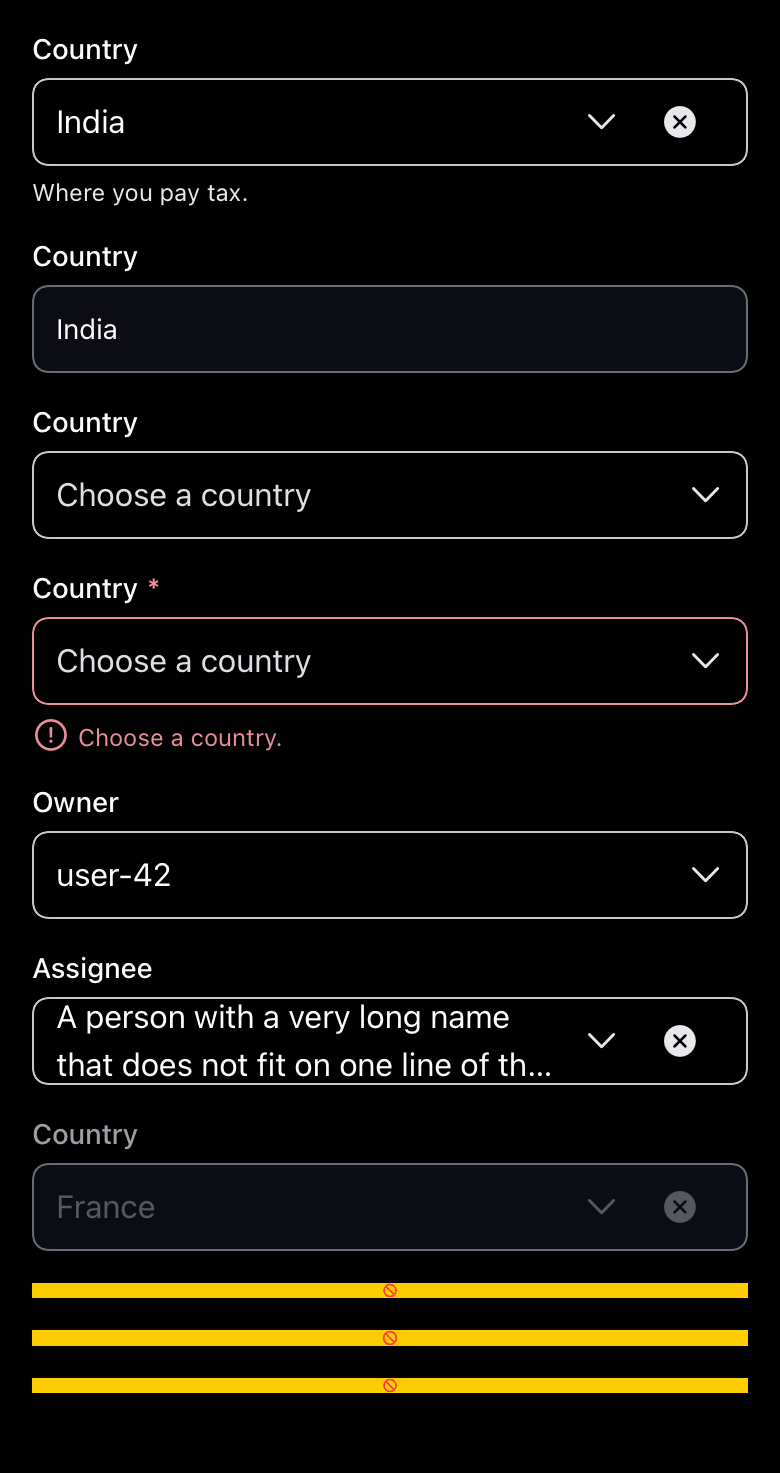 Country
India
Where you pay tax.
Country
India
Country
Choose a country
Country *
Choose a country
Choose a country.
Owner
user-42
Assignee
A person with a very long name
that does not fit on one line of th...
Country
France